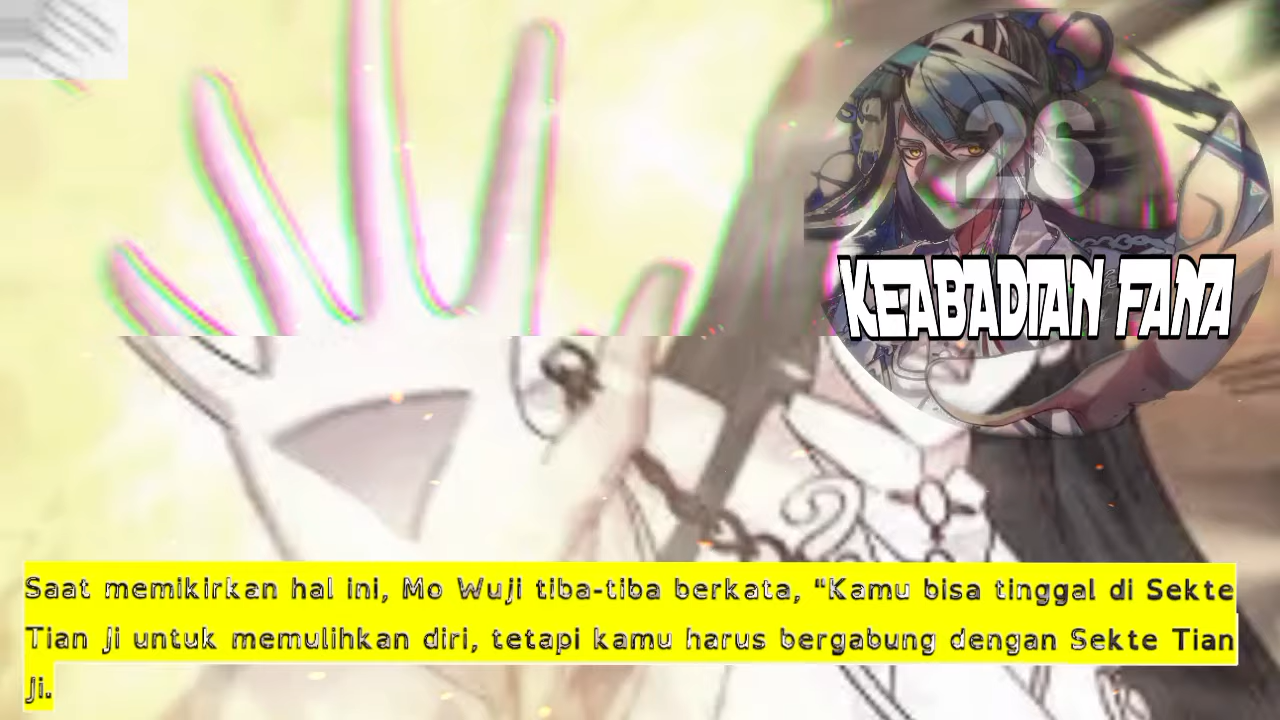 26
KEABADIAN FANA
Saat memikirkan hal ini, Mo Wuji tiba-tiba berkata, "Kamu bisa tinggal di Sekte
Tian Ji untuk memulihkan diri, tetapi kamu harus bergabung dengan Sekte Tian
Ji.